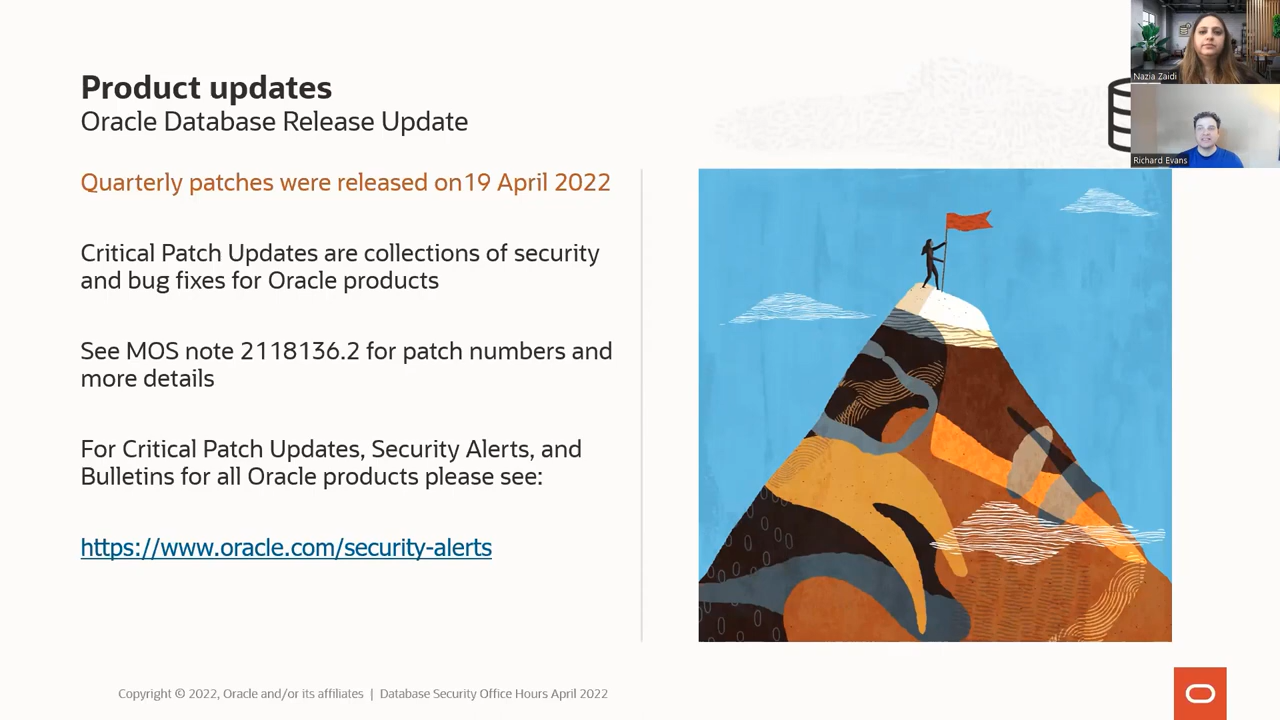 Product updates
Oracle Database Release Update
Quarterly patches were released on19 April 2022
Critical Patch Updates are collections of security
and bug fixes for Oracle products
See MOS note 2118136.2 for patch numbers and
more details
For Critical Patch Updates, Security Alerts, and
Bulletins for all Oracle products please see:
https://www.oracle.com/security-alerts
Nazia Zaidi
Richard Evans
Copyright © 2022, Oracle and/or its affiliates | Database Security Office Hours April 2022